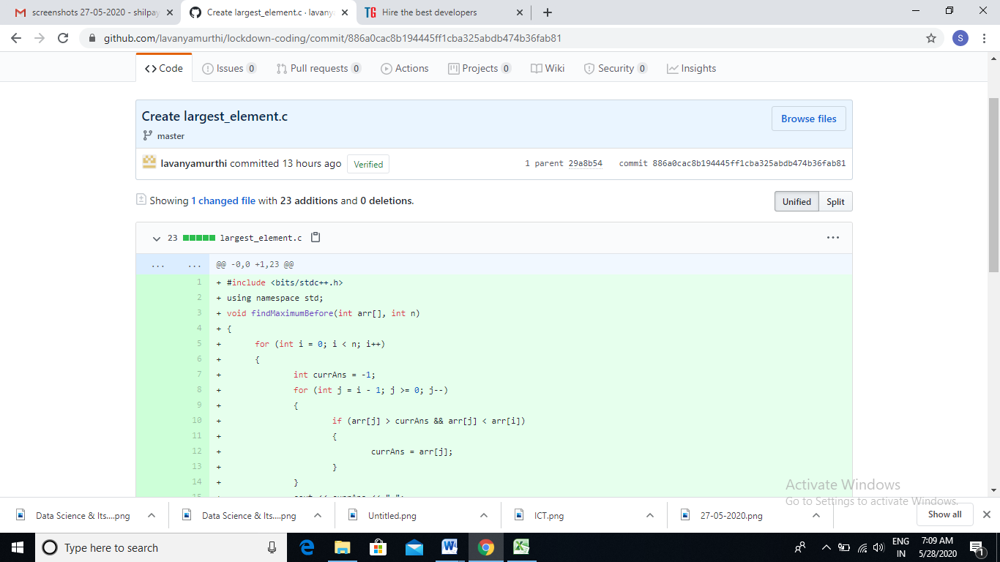 screenshots 27-05-2020 - shilpay
Create largest_element.c · lavanya
TG Hire the best developers
github.com/lavanyamurthi/lockdown-coding/commit/886a0cac8b194445ff1cba325abdb474b36fab81
S
Code Issues 0 Pull requests 0 Actions Projects 0 Wiki Security 0 Insights
Create largest_element.c
Browse files
master
lavanyamurthi committed 13 hours ago Verified 1 parent 29a8b54 commit 886a0cac8b194445ff1cba325abdb474b36fab81
Showing 1 changed file with 23 additions and 0 deletions.
Unified Split
23 largest_element.c
... ... @@ -0,0 +1,23 @@
1 + #include <bits/stdc++.h>
2 + using namespace std;
3 + void findMaximumBefore(int arr[], int n)
4 + {
5 + for (int i = 0; i < n; i++)
6 + {
7 + int currAns = -1;
8 + for (int j = i - 1; j >= 0; j--)
9 + {
10 + if (arr[j] > currAns && arr[j] < arr[i])
11 + {
12 + currAns = arr[j];
13 + }
14 + }
15 + cout << currAns << " ";
Activate Windows
Go to Settings to activate Windows.
Data Science & Its....png
Data Science & Its....png
Untitled.png
ICT.png
27-05-2020.png
Show all
Type here to search
ENG
IN
7:09 AM
5/28/2020
1